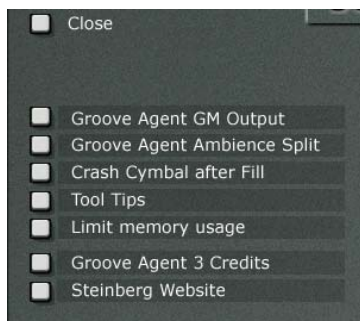 Close
Groove Agent GM Output
Groove Agent Ambience Split
Crash Cymbal after Fill
Tool Tips
Limit memory usage
Groove Agent 3 Credits
Steinberg Website